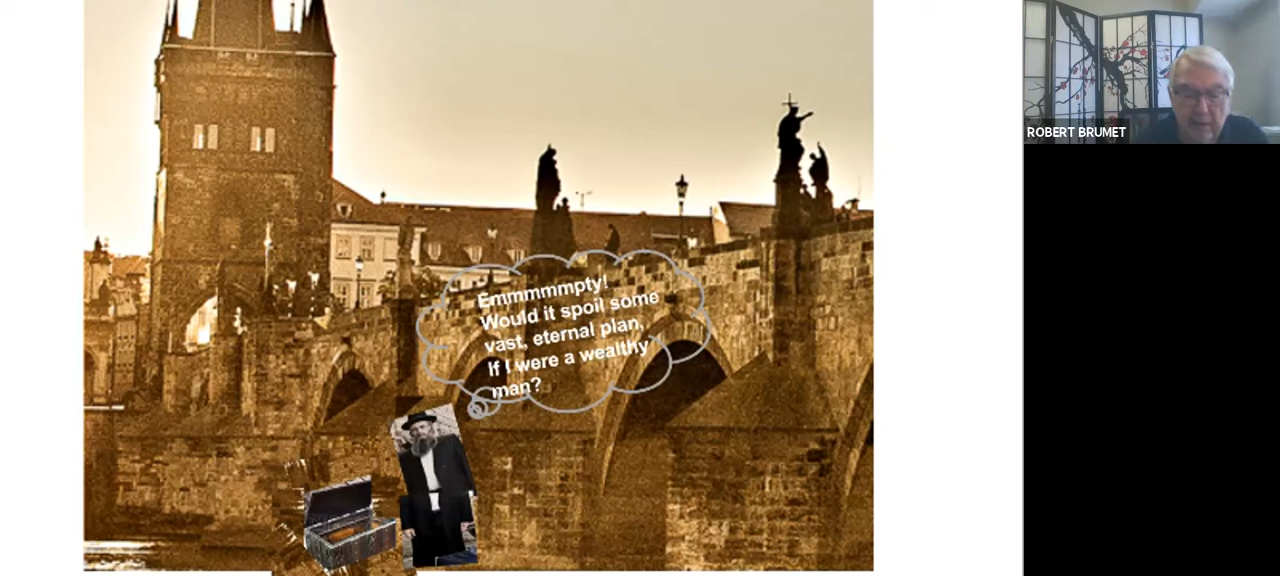 Emmmmmpty!
Would it spoil some
vast, eternal plan,
If I were a wealthy
man?
ROBERT BRUMET